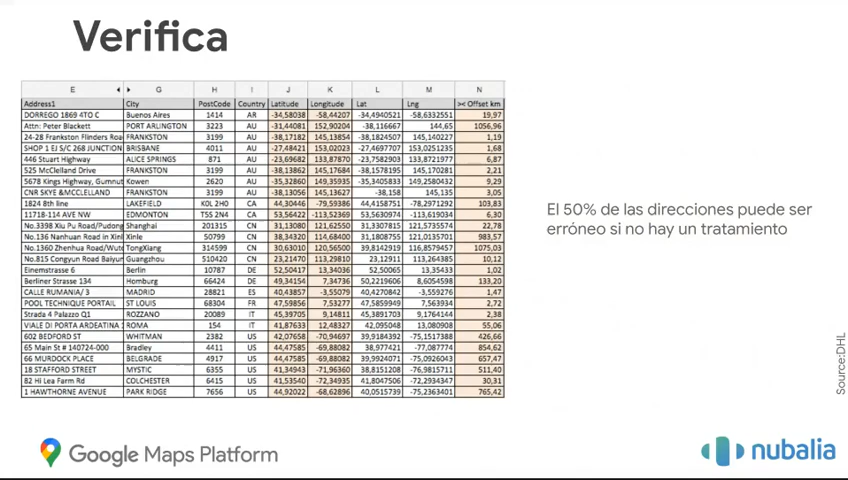 Verifica
E G H I J K L M N
Address1 City PostCode Country Latitude Longitude Lat Lng >< Offset km
DORREGO 1869 4TO C Buenos Aires 1414 AR -34,58038 -58,44207 -34,4940521 -58,6332551 19,97
Attn: Peter Blackett PORT ARLINGTON 3223 AU -31,44081 152,90204 -38,116667 144,65 1056,96
24-28 Frankston Flinders Roa FRANKSTON 3199 AU -38,17182 145,13854 -38,1824507 145,140227 1,19
SHOP 1 EJ S/C 268 JUNCTION BRISBANE 4011 AU -27,48421 153,02023 -27,4697707 153,0251235 1,68
446 Stuart Highway ALICE SPRINGS 871 AU -23,69682 133,87870 -23,7582903 133,8721977 6,87
525 McClelland Drive FRANKSTON 3199 AU -38,13862 145,17684 -38,1578195 145,170281 2,21
5678 Kings Highway, Gumnut Kowen 2620 AU -35,32860 149,35935 -35,3405833 149,2580432 9,29
CNR SKYE &MCCLELLAND FRANKSTON 3199 AU -38,13056 145,13627 -38,158 145,135 3,05
1824 8th line LAKEFIELD K0L 2H0 CA 44,30446 -79,59386 44,4158751 -78,2971292 103,83
11718-114 AVE NW EDMONTON T5S 2N4 CA 53,56422 -113,52369 53,5630974 -113,619034 6,30
No.3398 Xiu Pu Road/Pudong Shanghai 201315 CN 31,13080 121,62550 31,3307815 121,5735574 22,78
No.136 Nanhuan Road in Xinl Xinle 50799 CN 38,34320 114,68579 31,1808755 121,0135701 983,57
No.1360 Zhenhua Road/Wute TongXiang 314599 CN 30,63010 120,56500 39,8142919 116,8579647 1075,03
No.815 Congyun Road Baiyun Guangzhou 510420 CN 23,21470 113,29810 23,12911 113,264385 10,12
Einemstrasse 6 Berlin 10787 DE 52,50417 13,34036 52,50065 13,35433 1,02
Berliner Strasse 134 Homburg 66424 DE 49,34154 7,34736 50,2219606 8,6054598 133,20
CALLE RUMANIA/ 3 MADRID 28821 ES 40,43857 -3,55079 40,4342071 -3,559276 1,47
POOL TECHNIQUE PORTAIL ST LOUIS 68304 FR 47,59856 7,53277 47,5859949 7,563934 2,72
Strada 4 Palazzo Q1 ROZZANO 20089 IT 45,39703 9,14811 45,3891503 9,1764144 2,38
VIALE DI PORTA ARDEATINA ROMA 154 IT 41,87633 12,48327 42,095048 13,080908 55,06
602 BEDFORD ST WHITMAN 2382 US 42,07658 -70,94697 39,9419236 -75,1517388 426,66
65 Main St # 140724-000 Bradley 4411 US 44,47585 -69,88082 38,977421 -77,087774 854,62
66 MURDOCK PLACE BELGRADE 4917 US 44,47585 -69,88082 39,9924071 -75,0926043 657,47
18 STAFFORD STREET MYSTIC 6355 US 41,34943 -71,96360 38,8151208 -76,9815711 511,40
82 Hi Lea Farm Rd COLCHESTER 6415 US 41,53540 -72,34935 41,8047506 -72,2934347 30,31
1 HAWTHORNE AVENUE PARK RIDGE 7656 US 44,92022 -68,62896 40,0515739 -75,2363401 765,42
El 50% de las direcciones puede ser
erróneo si no hay un tratamiento
Source:DHL
Google Maps Platform
nubalia